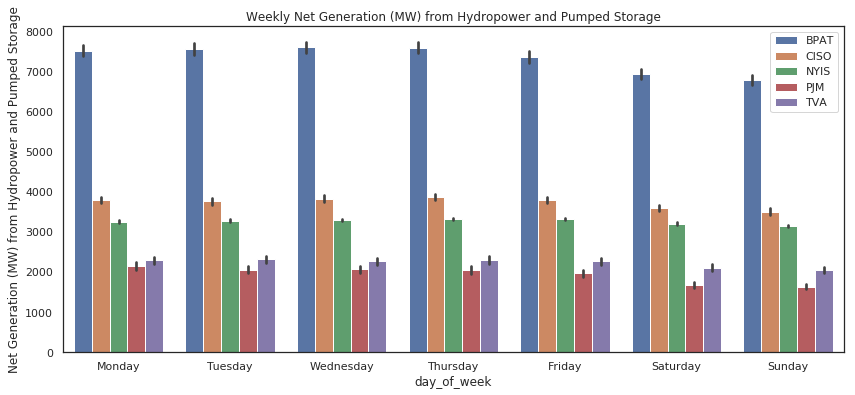 Weekly Net Generation (MW) from Hydropower and Pumped Storage
Net Generation (MW) from Hydropower and Pumped Storage
8000
7000
6000
5000
4000
3000
2000
1000
0
BPAT
CISO
NYIS
PJM
TVA
Monday Tuesday Wednesday Thursday Friday Saturday Sunday
day_of_week